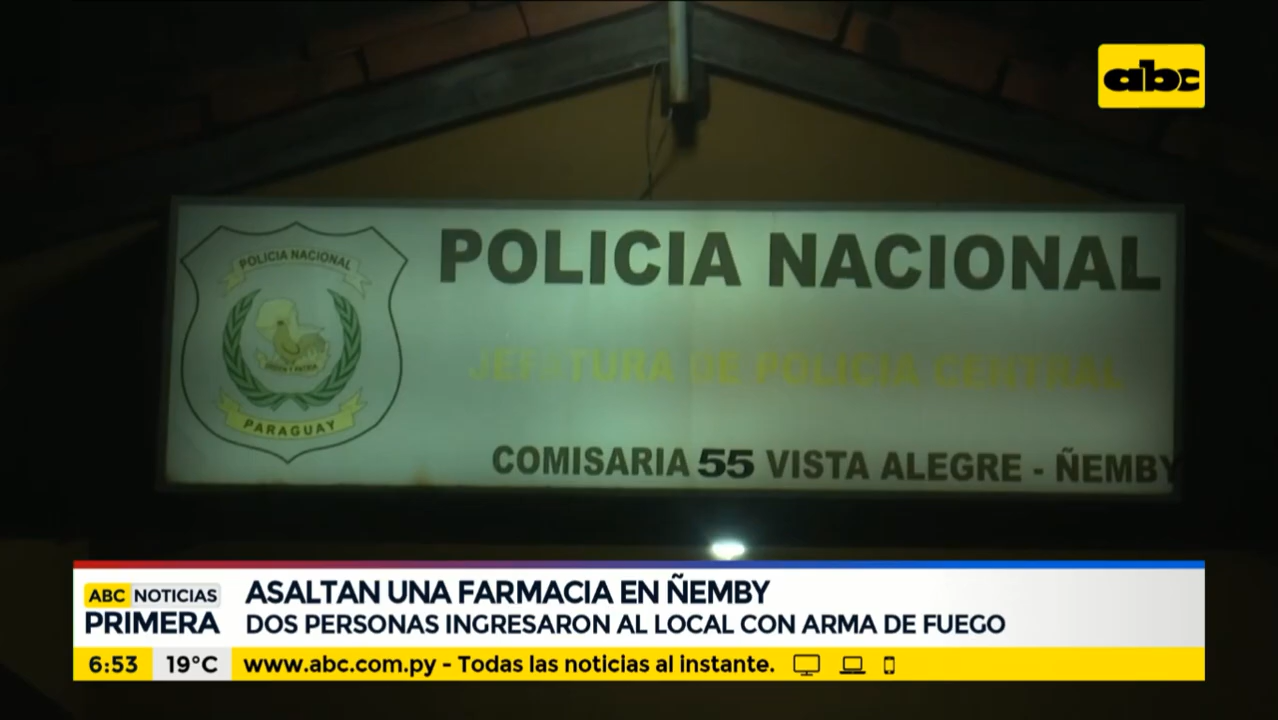 abc
POLICIA NACIONAL
POLICIA NACIONAL
JEFATURA DE POLICIA CENTRAL
PARAGUAY
COMISARIA 55 VISTA ALEGRE - ÑEMBY
ABC NOTICIAS
PRIMERA
ASALTAN UNA FARMACIA EN ÑEMBY
DOS PERSONAS INGRESARON AL LOCAL CON ARMA DE FUEGO
6:53 19°C www.abc.com.py - Todas las noticias al instante.